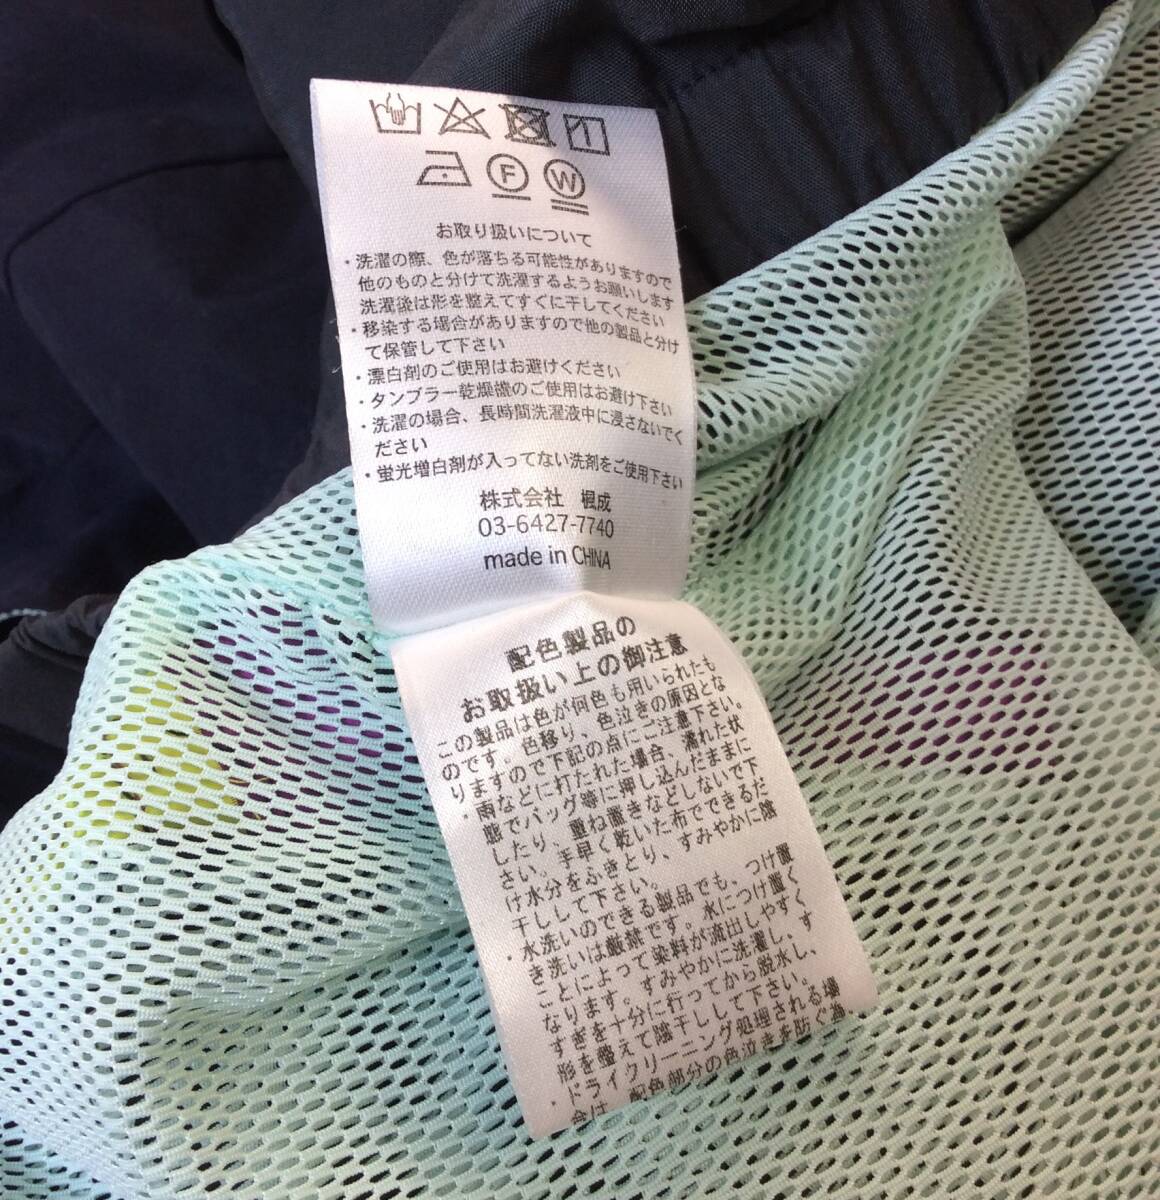 F W
お取り扱いについて
・洗濯の際、色が落ちる可能性がありますので
他のものと分けて洗濯するようお願いします
洗濯後は形を整えてすぐに干してください
・移染する場合がありますので他の製品と分け
て保管して下さい
・漂白剤のご使用はお避けください
・タンブラー乾燥機のご使用はお避け下さい
・洗濯の場合、長時間洗濯液中に浸さないでく
ださい
・蛍光増白剤が入ってない洗剤をご使用下さい
株式会社 根成
03-6427-7740
made in CHINA
配色製品の
お取扱い上の御注意
この製品は色が何色も用いられたも
のです。色移り、色泣きの原因とな
りますので下記の点にご注意下さい。
・雨などに打たれた場合、濡れた状
態でバッグ等に押し込んだままに
したり、重ね置きなどしないで下
さい。手早く乾いた布でできるだ
け水分をふきとり、すみやかに陰
干しして下さい。
・水洗いのできる製品でも、つけ置
き洗いは厳禁です。水につけ置く
ことによって染料が流出しやすく
なります。すみやかに洗濯し、す
すぎを十分に行ってから脱水し、
形を整えて陰干しして下さい。
・ドライクリーニング処理される場
合は、配色部分の色泣きを防ぐ為